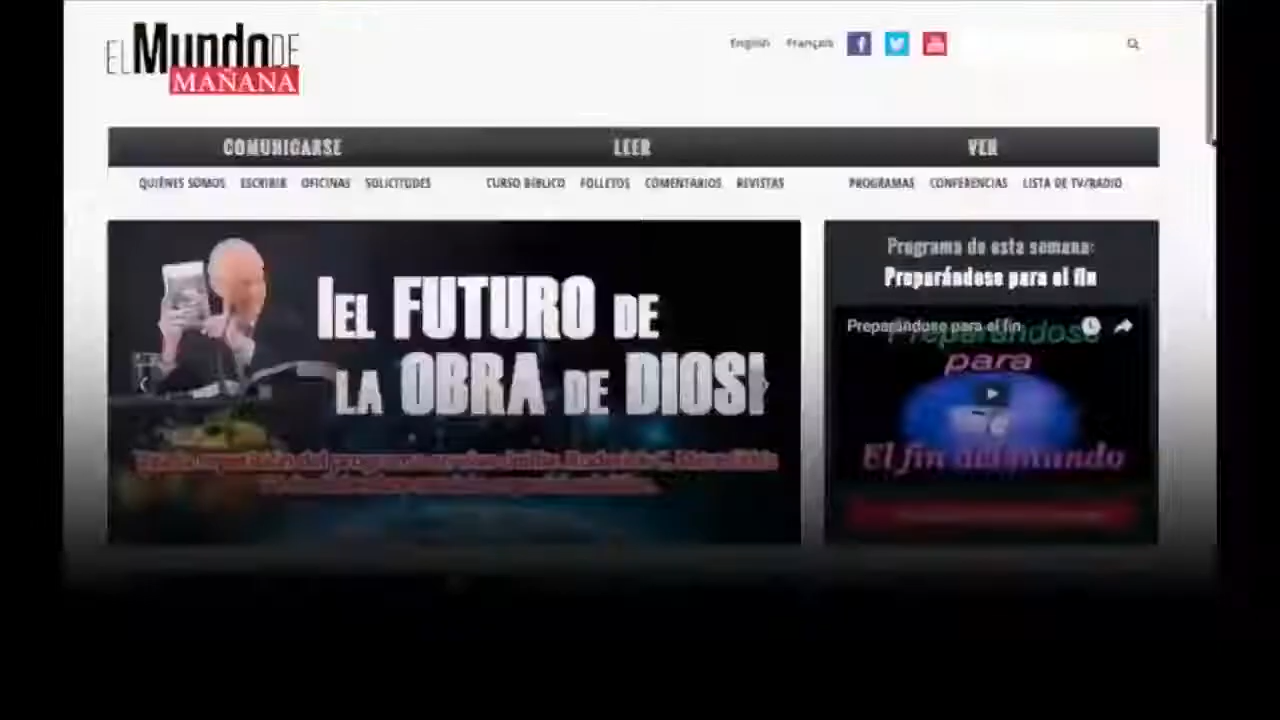 EL Mundo DE
MAÑANA
English Français
COMUNICARSE LEER VER
QUIÉNES SOMOS ESCRIBIR OFICINAS SOLICITUDES CURSO BÍBLICO FOLLETOS COMENTARIOS REVISTAS PROGRAMAS CONFERENCIAS LISTA DE TV/RADIO
¡EL FUTURO DE
LA OBRA DE DIOS!
Programa de esta semana:
Preparándose para el fin
Preparándose para el fin
Preparándose
para
El fin del mundo